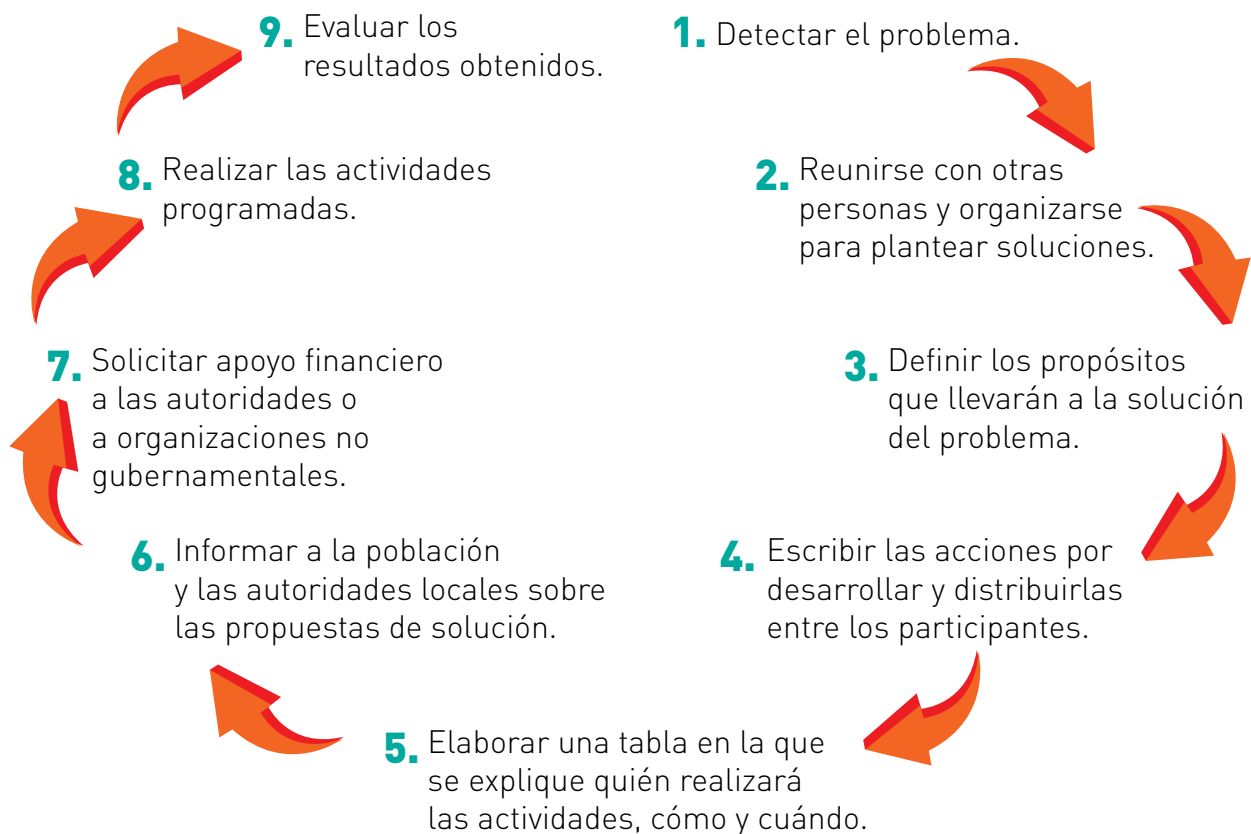 1. Detectar el problema.
2. Reunirse con otras
personas y organizarse
para plantear soluciones.
3. Definir los propósitos
que llevarán a la solución
del problema.
4. Escribir las acciones por
desarrollar y distribuirlas
entre los participantes.
5. Elaborar una tabla en la que
se explique quién realizará
las actividades, cómo y cuándo.
6. Informar a la población
y las autoridades locales sobre
las propuestas de solución.
7. Solicitar apoyo financiero
a las autoridades o
a organizaciones no
gubernamentales.
8. Realizar las actividades
programadas.
9. Evaluar los
resultados obtenidos.